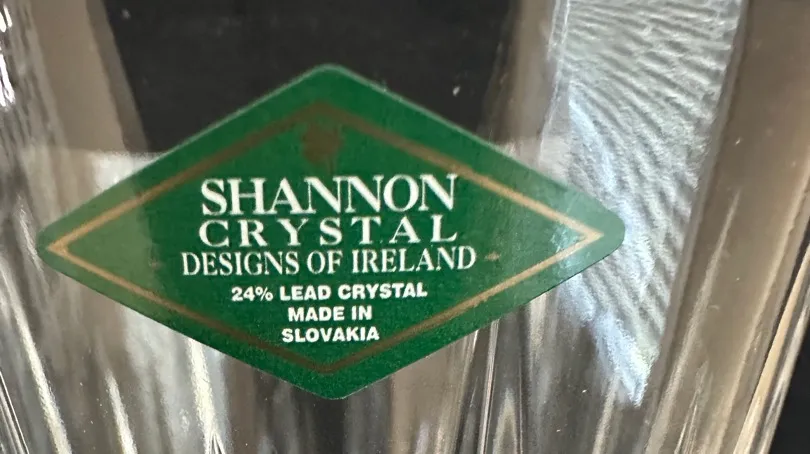 SHANNON
CRYSTAL
DESIGNS OF IRELAND
24% LEAD CRYSTAL
MADE IN
SLOVAKIA